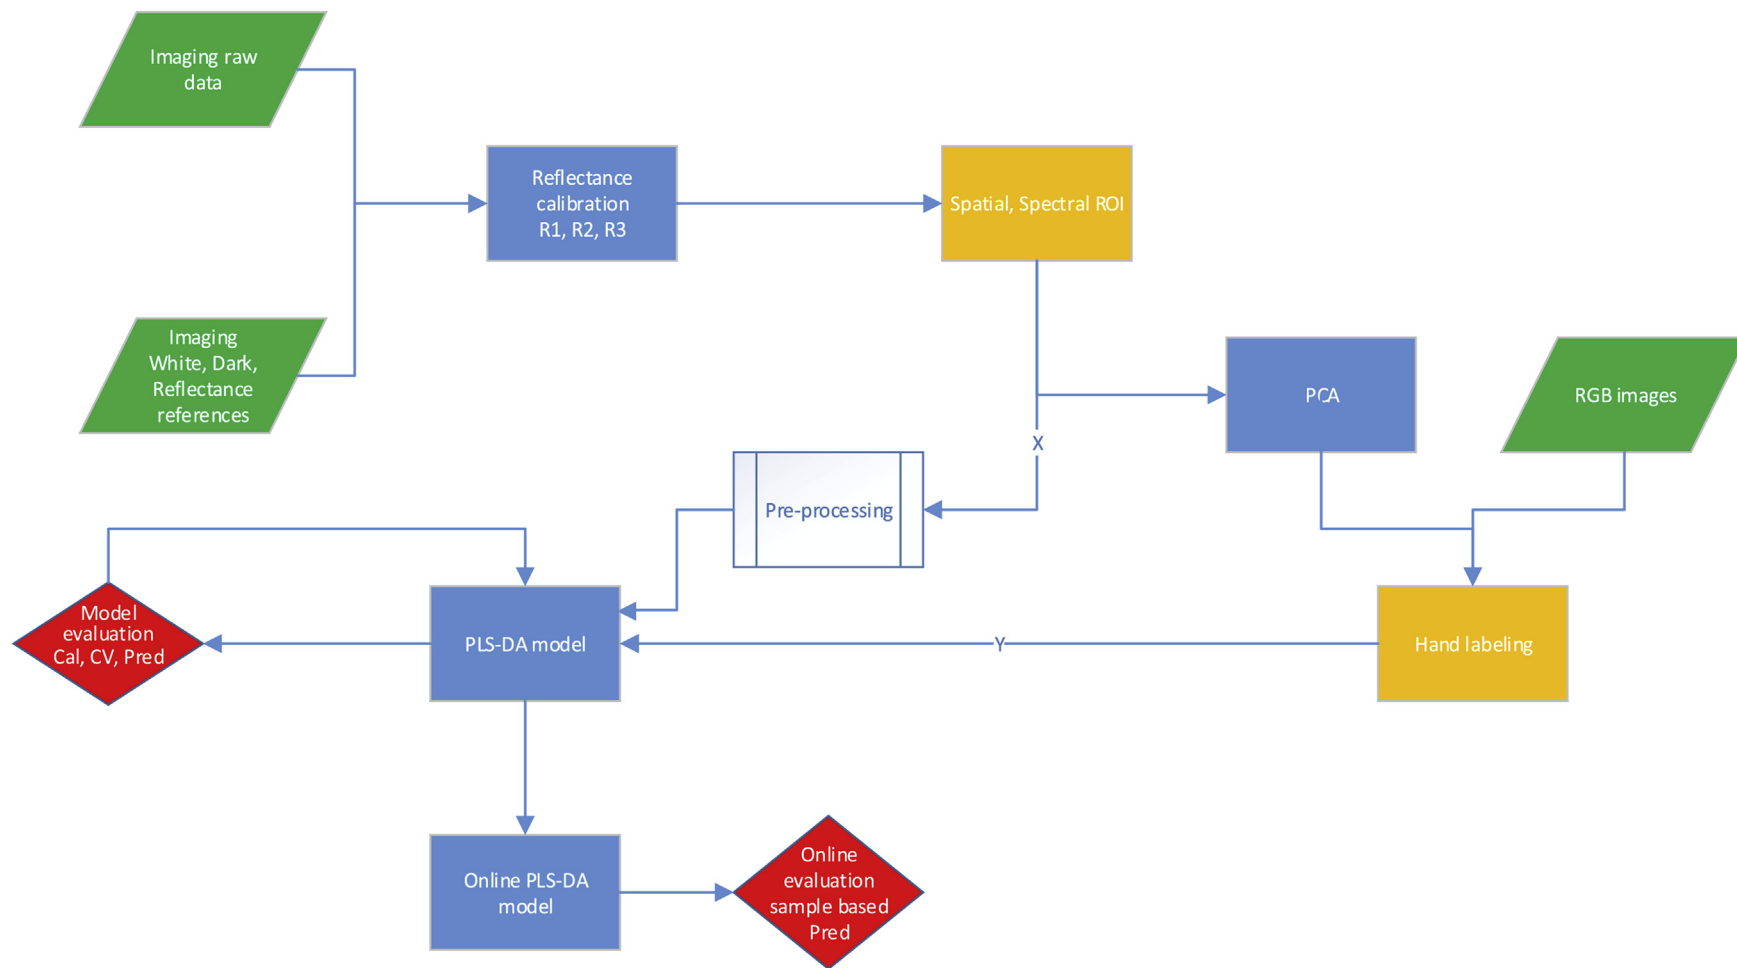 Imaging raw
data
Reflectance
calibration
R1, R2, R3
Spatial, Spectral ROI
Imaging
White, Dark,
Reflectance
references
PCA
RGB images
X
Pre-processing
Model
evaluation
Cal, CV, Pred
PLS-DA model
Y
Hand labeling
Online PLS-DA
model
Online
evaluation
sample based
Pred